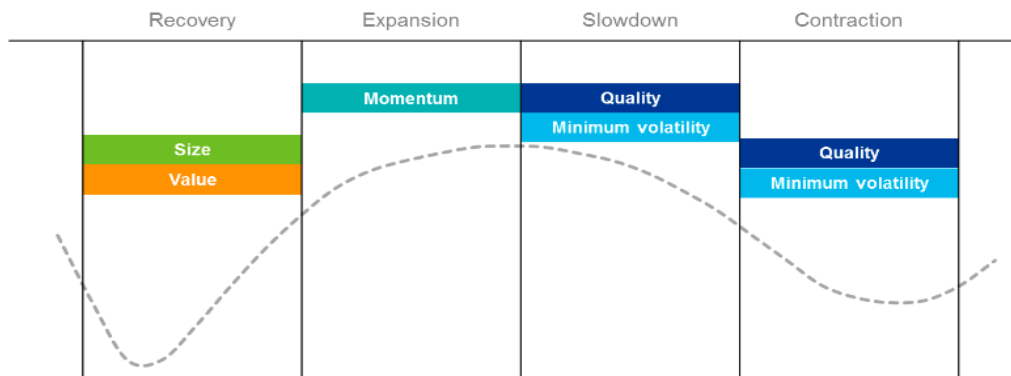 Recovery Expansion Slowdown Contraction
Momentum Quality
Minimum volatility
Size Quality
Value Minimum volatility